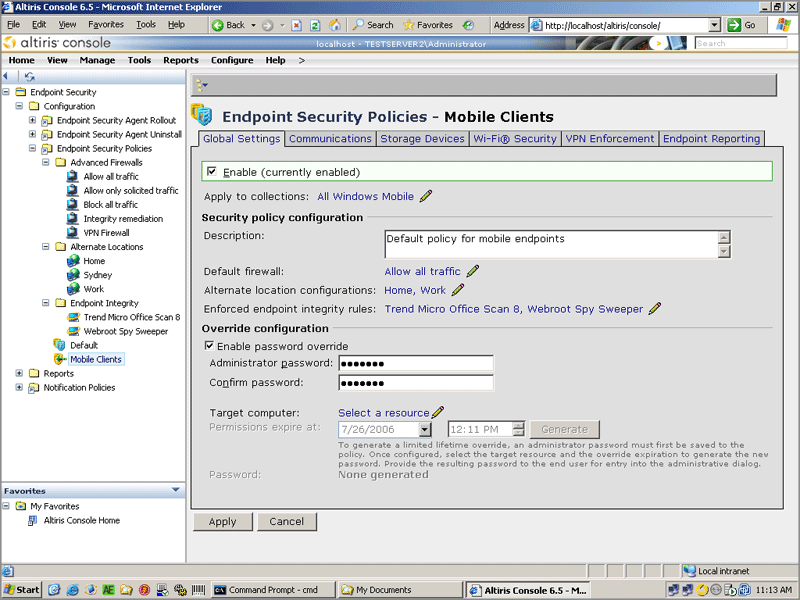 Altiris Console 6.5 - Microsoft Internet Explorer
File Edit View Favorites Tools Help
Back
Search
Favorites
Address
http://localhost/altiris/console/
Go
altiris console
localhost - TESTSERVER2\Administrator
Search
Home View Manage Tools Reports Configure Help >
Endpoint Security
Configuration
Endpoint Security Agent Rollout
Endpoint Security Agent Uninstall
Endpoint Security Policies
Advanced Firewalls
Allow all traffic
Allow only solicited traffic
Block all traffic
Integrity remediation
VPN Firewall
Alternate Locations
Home
Sydney
Work
Endpoint Integrity
Trend Micro Office Scan 8
Webroot Spy Sweeper
Default
Mobile Clients
Reports
Notification Policies
Favorites
My Favorites
Altiris Console Home
Endpoint Security Policies - Mobile Clients
Global Settings Communications Storage Devices Wi-Fi® Security VPN Enforcement Endpoint Reporting
Enable (currently enabled)
Apply to collections: All Windows Mobile
Security policy configuration
Description: Default policy for mobile endpoints
Default firewall: Allow all traffic
Alternate location configurations: Home, Work
Enforced endpoint integrity rules: Trend Micro Office Scan 8, Webroot Spy Sweeper
Override configuration
Enable password override
Administrator password: ●●●●●●●
Confirm password: ●●●●●●●
Target computer: Select a resource
Permissions expire at: 7/26/2006 12:11 PM Generate
To generate a limited lifetime override, an administrator password must first be saved to the
policy. Once configured, select the target resource and the override expiration to generate the new
password. Provide the resulting password to the end user for entry into the administrative dialog.
Password: None generated
Apply Cancel
Local intranet
Start
AE
Command Prompt - cmd
My Documents
Altiris Console 6.5 - M...
11:13 AM